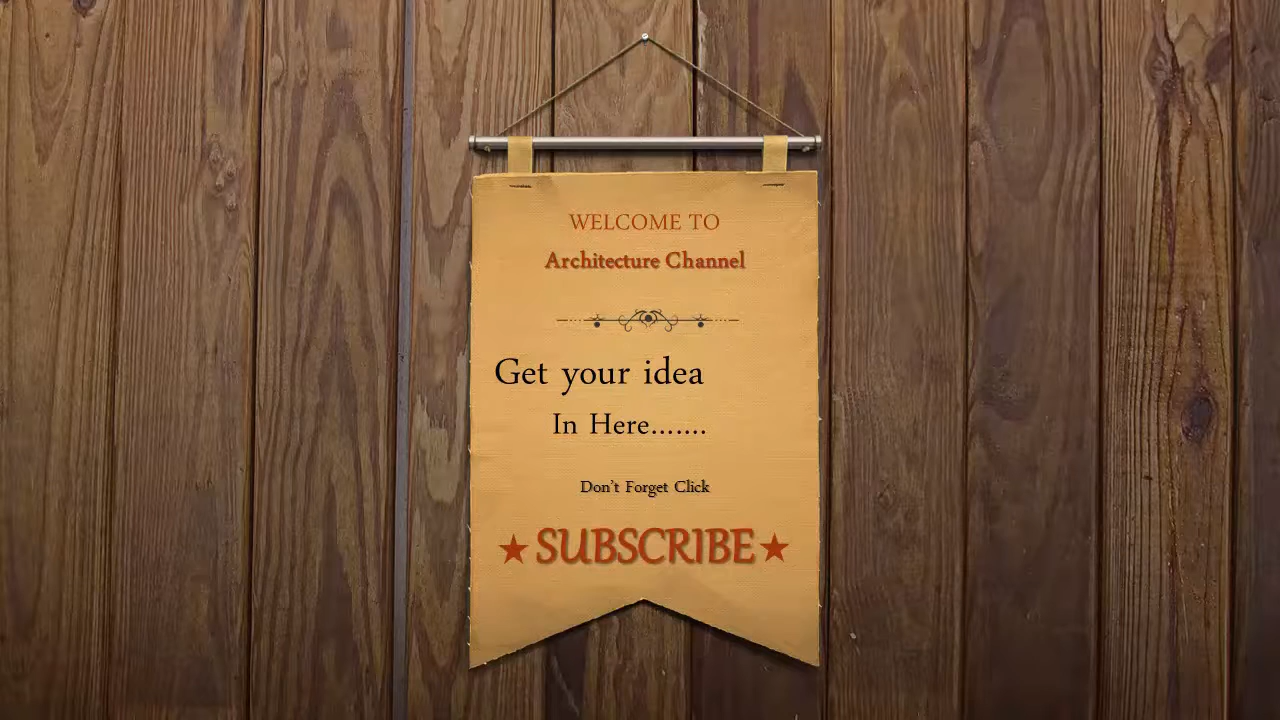 WELCOME TO
Architecture Channel
Get your idea
In Here.......
Don't Forget Click
★SUBSCRIBE★